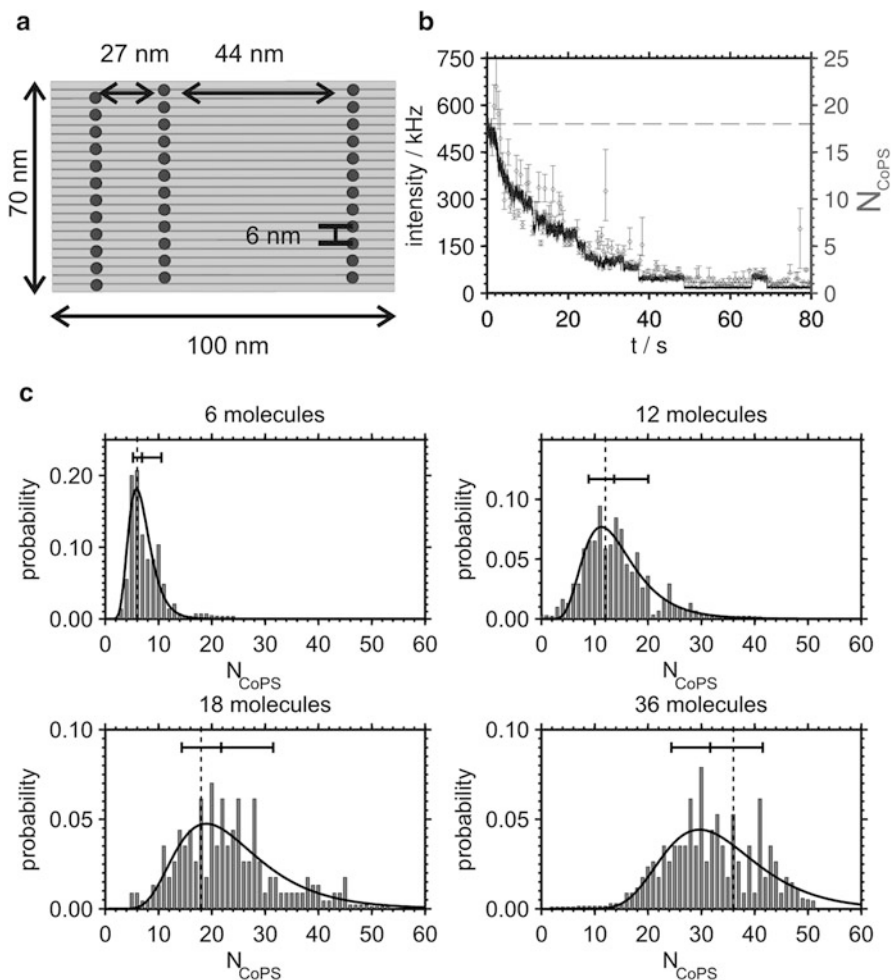 a
27 nm 44 nm
70 nm
6 nm
100 nm
b
750
600
450
300
150
0
intensity / kHz
25
20
15
10
5
0
N_CoPS
0 20 40 60 80
t / s
c
6 molecules
probability
0.20
0.10
0.00
0 10 20 30 40 50 60
N_CoPS
12 molecules
probability
0.10
0.05
0.00
0 10 20 30 40 50 60
N_CoPS
18 molecules
probability
0.10
0.05
0.00
0 10 20 30 40 50 60
N_CoPS
36 molecules
probability
0.10
0.05
0.00
0 10 20 30 40 50 60
N_CoPS